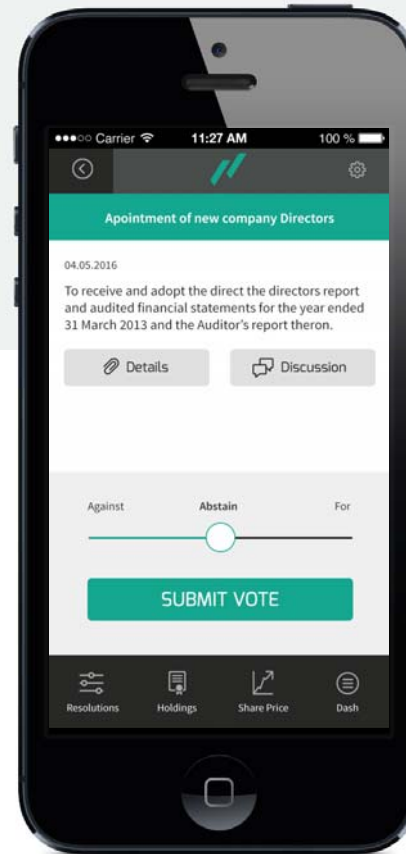 Carrier 11:27 AM 100 %
Apointment of new company Directors
04.05.2016
To receive and adopt the direct the directors report
and audited financial statements for the year ended
31 March 2013 and the Auditor's report theron.
Details Discussion
Against Abstain For
SUBMIT VOTE
Resolutions Holdings Share Price Dash